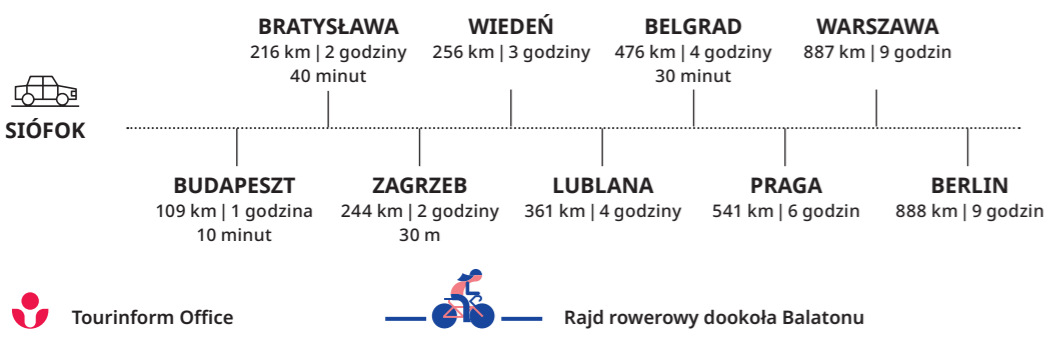 BRATYSŁAWA
216 km | 2 godziny
40 minut
WIEDEŃ
256 km | 3 godziny
BELGRAD
476 km | 4 godziny
30 minut
WARSZAWA
887 km | 9 godzin
SIÓFOK
BUDAPESZT
109 km | 1 godzina
10 minut
ZAGRZEB
244 km | 2 godziny
30 m
LUBLANA
361 km | 4 godziny
PRAGA
541 km | 6 godzin
BERLIN
888 km | 9 godzin
Tourinform Office
Rajd rowerowy dookoła Balatonu